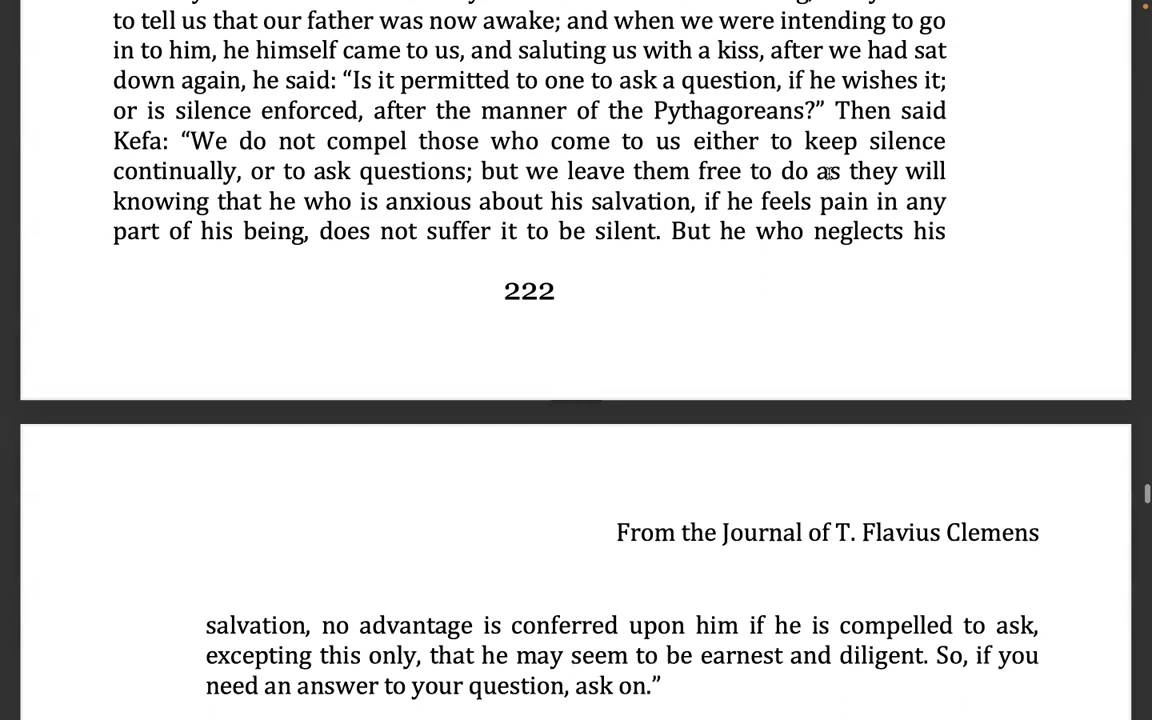 to tell us that our father was now awake; and when we were intending to go
in to him, he himself came to us, and saluting us with a kiss, after we had sat
down again, he said: “Is it permitted to one to ask a question, if he wishes it;
or is silence enforced, after the manner of the Pythagoreans?” Then said
Kefa: “We do not compel those who come to us either to keep silence
continually, or to ask questions; but we leave them free to do as they will
knowing that he who is anxious about his salvation, if he feels pain in any
part of his being, does not suffer it to be silent. But he who neglects his
222
From the Journal of T. Flavius Clemens
salvation, no advantage is conferred upon him if he is compelled to ask,
excepting this only, that he may seem to be earnest and diligent. So, if you
need an answer to your question, ask on.”